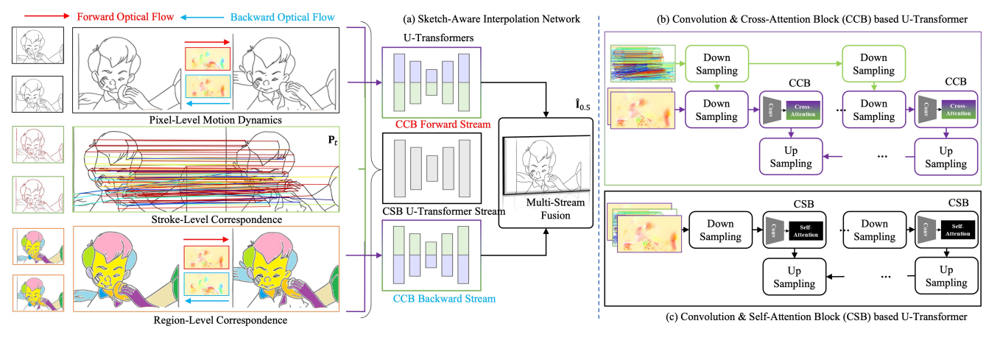 Forward Optical Flow
Backward Optical Flow
(a) Sketch-Aware Interpolation Network
U-Transformers
Pixel-Level Motion Dynamics
P_t
Stroke-Level Correspondence
Region-Level Correspondence
CCB Forward Stream
CSB U-Transformer Stream
CCB Backward Stream
Î_{0.5}
Multi-Stream
Fusion
(b) Convolution & Cross-Attention Block (CCB) based U-Transformer
Down
Sampling
Down
Sampling
CCB
CCB
Down
Sampling
Conv
Cross-
Attention
...
Down
Sampling
Conv
Cross-
Attention
Up
Sampling
...
Up
Sampling
CSB
CSB
Down
Sampling
Conv
Self-
Attention
...
Down
Sampling
Conv
Self-
Attention
Up
Sampling
...
Up
Sampling
(c) Convolution & Self-Attention Block (CSB) based U-Transformer